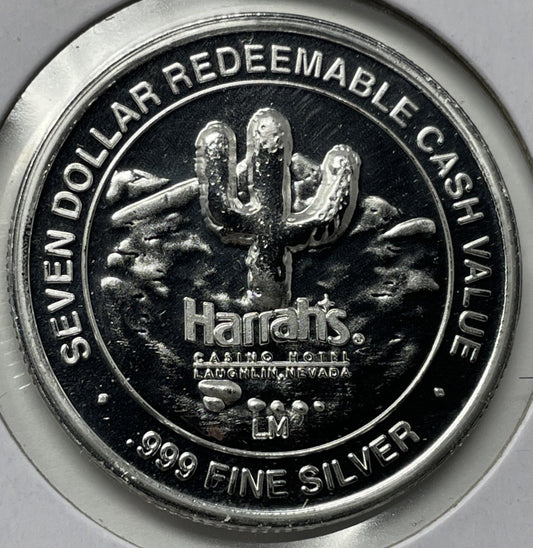 SEVEN DOLLAR REDEEMABLE CASH VALUE
Harrah's®
CASINO HOTEL
LAUGHLIN, NEVADA
LM
.999 FINE SILVER